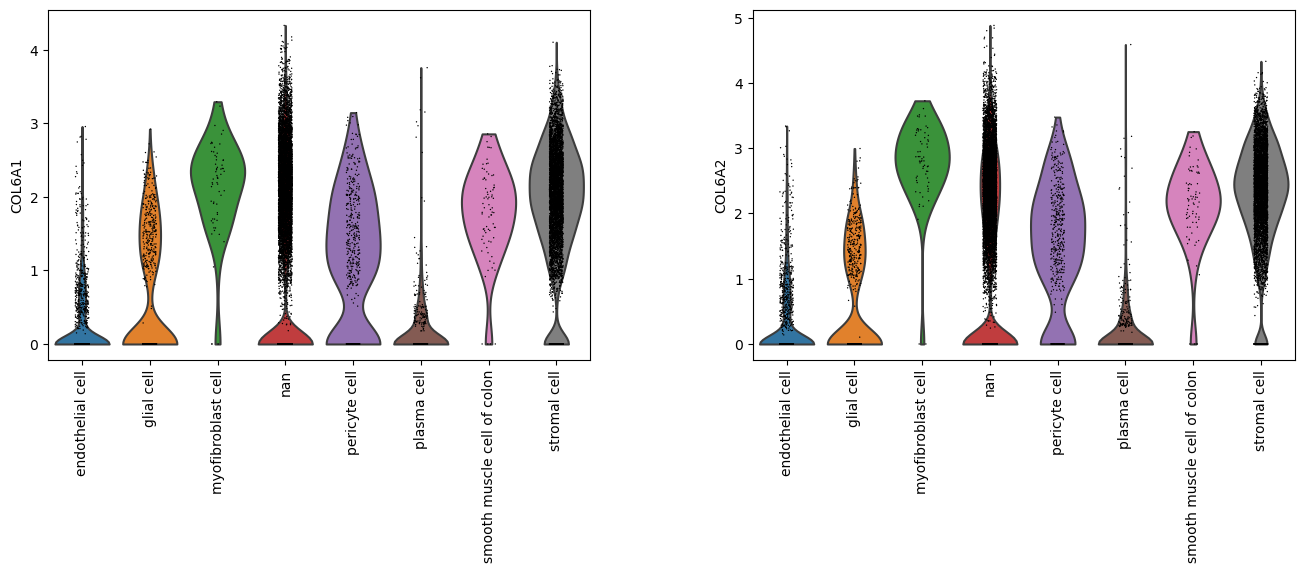 COL6A1
4
3
2
1
0
endothelial cell
glial cell
myofibroblast cell
nan
pericyte cell
plasma cell
smooth muscle cell of colon
stromal cell
COL6A2
5
4
3
2
1
0
endothelial cell
glial cell
myofibroblast cell
nan
pericyte cell
plasma cell
smooth muscle cell of colon
stromal cell